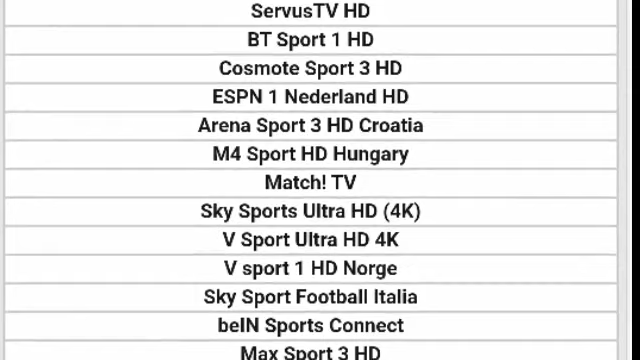 ServusTV HD
BT Sport 1 HD
Cosmote Sport 3 HD
ESPN 1 Nederland HD
Arena Sport 3 HD Croatia
M4 Sport HD Hungary
Match! TV
Sky Sports Ultra HD (4K)
V Sport Ultra HD 4K
V sport 1 HD Norge
Sky Sport Football Italia
beIN Sports Connect
Max Sport 3 HD